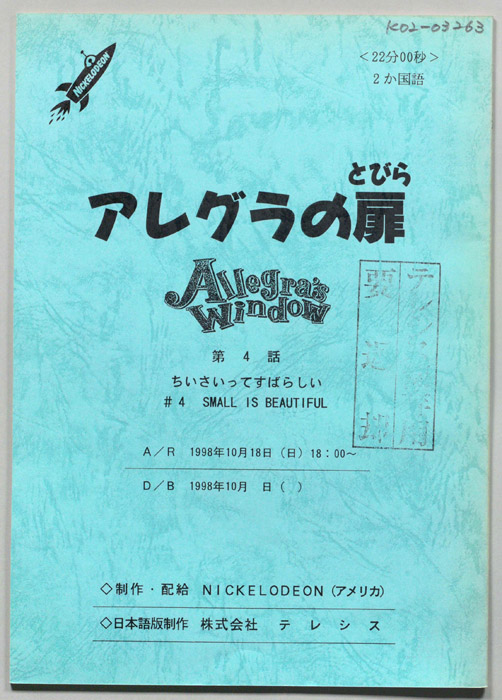 K02-03263
NICKELODEON
<22分00秒>
2か国語
とびら
アレグラの扉
Allegra's
Window
第 4 話
ちいさいってすばらしい
#4 SMALL IS BEAUTIFUL
A/R 1998年10月18日(日)18:00~
D/B 1998年10月 日( )
◇制作・配給 NICKELODEON(アメリカ)
◇日本語版制作 株式会社 テレシス